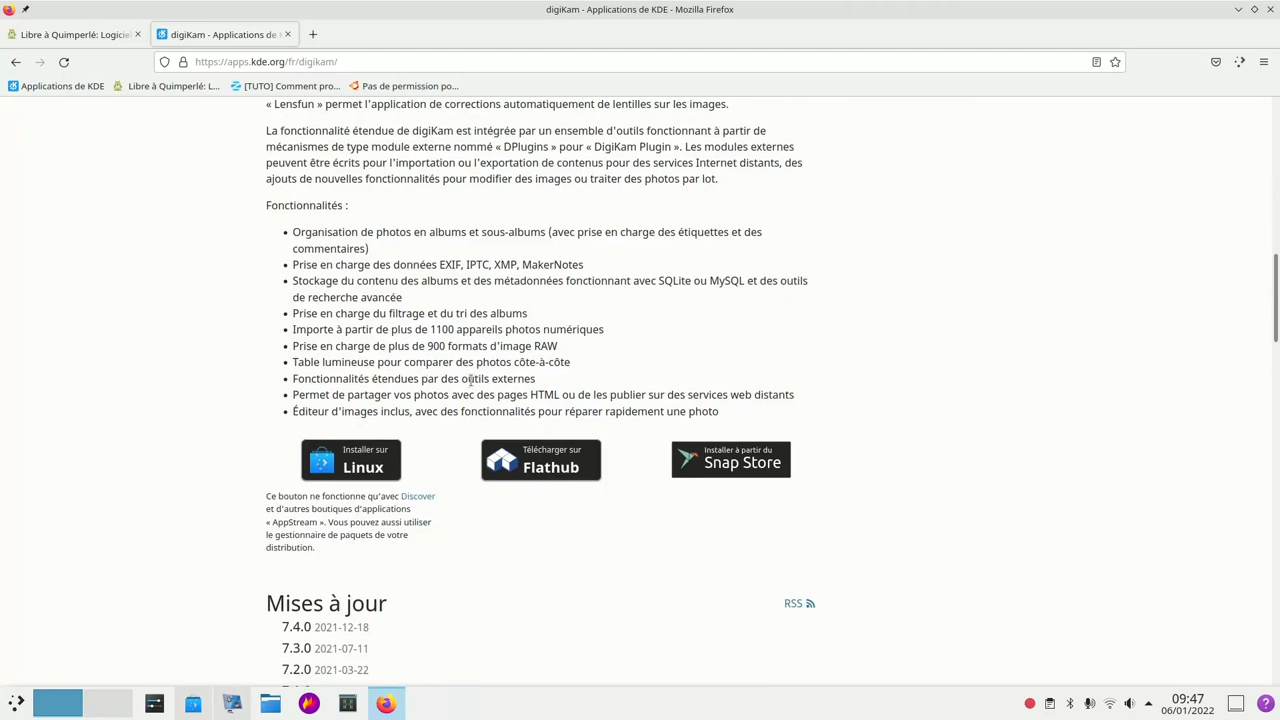 digiKam - Applications de KDE - Mozilla Firefox
Libre à Quimperlé: Logiciel
digiKam - Applications de
https://apps.kde.org/fr/digikam/
Applications de KDE
Libre à Quimperlé: L...
[TUTO] Comment pro...
Pas de permission po...
« Lensfun » permet l'application de corrections automatiquement de lentilles sur les images.
La fonctionnalité étendue de digiKam est intégrée par un ensemble d'outils fonctionnant à partir de
mécanismes de type module externe nommé « DPlugins » pour « DigiKam Plugin ». Les modules externes
peuvent être écrits pour l'importation ou l'exportation de contenus pour des services Internet distants, des
ajouts de nouvelles fonctionnalités pour modifier des images ou traiter des photos par lot.
Fonctionnalités :
• Organisation de photos en albums et sous-albums (avec prise en charge des étiquettes et des
commentaires)
• Prise en charge des données EXIF, IPTC, XMP, MakerNotes
• Stockage du contenu des albums et des métadonnées fonctionnant avec SQLite ou MySQL et des outils
de recherche avancée
• Prise en charge du filtrage et du tri des albums
• Importe à partir de plus de 1100 appareils photos numériques
• Prise en charge de plus de 900 formats d'image RAW
• Table lumineuse pour comparer des photos côte-à-côte
• Fonctionnalités étendues par des outils externes
• Permet de partager vos photos avec des pages HTML ou de les publier sur des services web distants
• Éditeur d'images inclus, avec des fonctionnalités pour réparer rapidement une photo
Installer sur
Linux
Télécharger sur
Flathub
Installer à partir du
Snap Store
Ce bouton ne fonctionne qu'avec Discover
et d'autres boutiques d'applications
« AppStream ». Vous pouvez aussi utiliser
le gestionnaire de paquets de votre
distribution.
Mises à jour
RSS
7.4.0 2021-12-18
7.3.0 2021-07-11
7.2.0 2021-03-22
09:47
06/01/2022